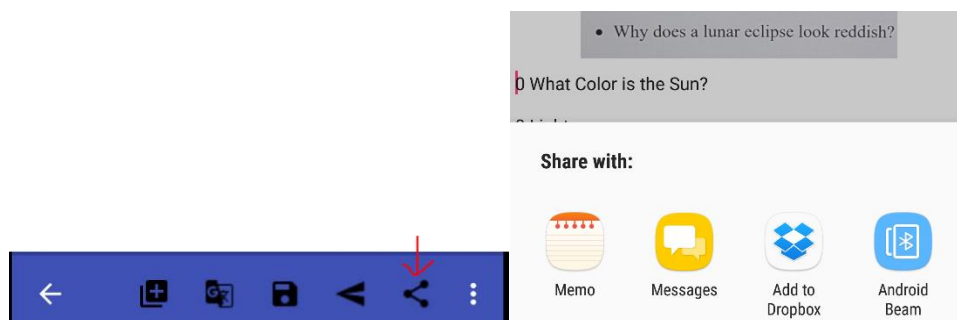 • Why does a lunar eclipse look reddish?
0 What Color is the Sun?
Share with:
Memo
Messages
Add to
Dropbox
Android
Beam